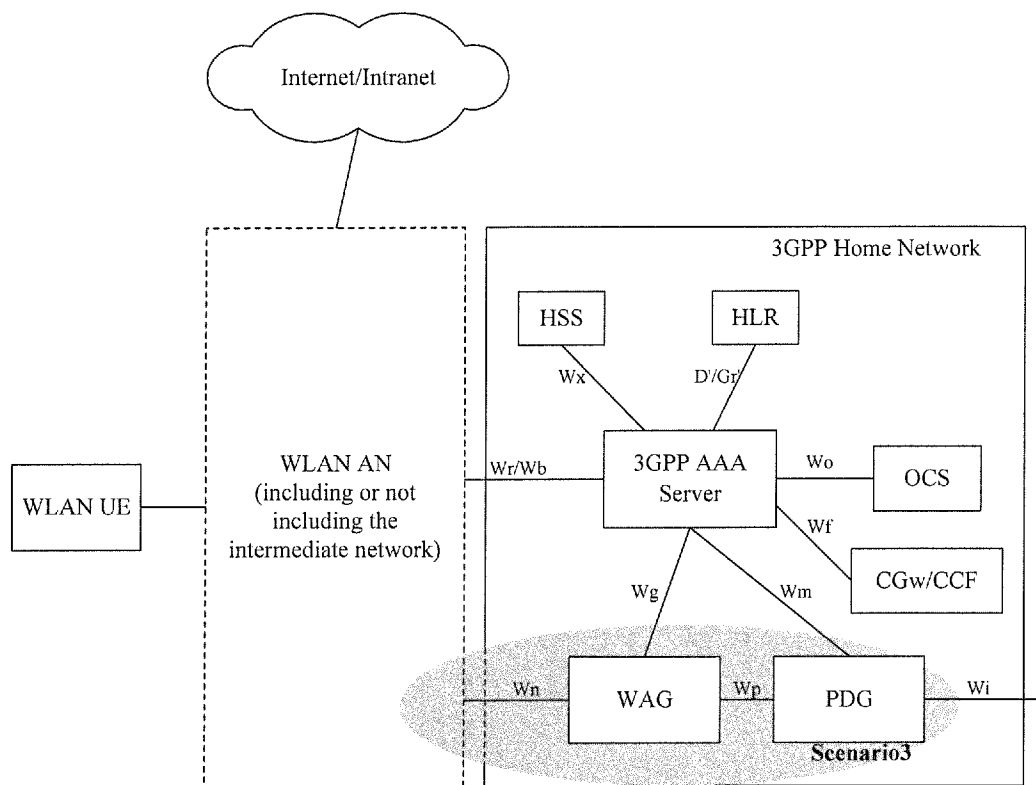 Internet/Intranet
3GPP Home Network
HSS
HLR
Wx
D'/Gr'
WLAN UE
WLAN AN
(including or not
including the
intermediate network)
Wr/Wb
3GPP AAA
Server
Wo
OCS
Wf
CGw/CCF
Wg
Wm
Wn
WAG
Wp
PDG
Wi
Scenario3